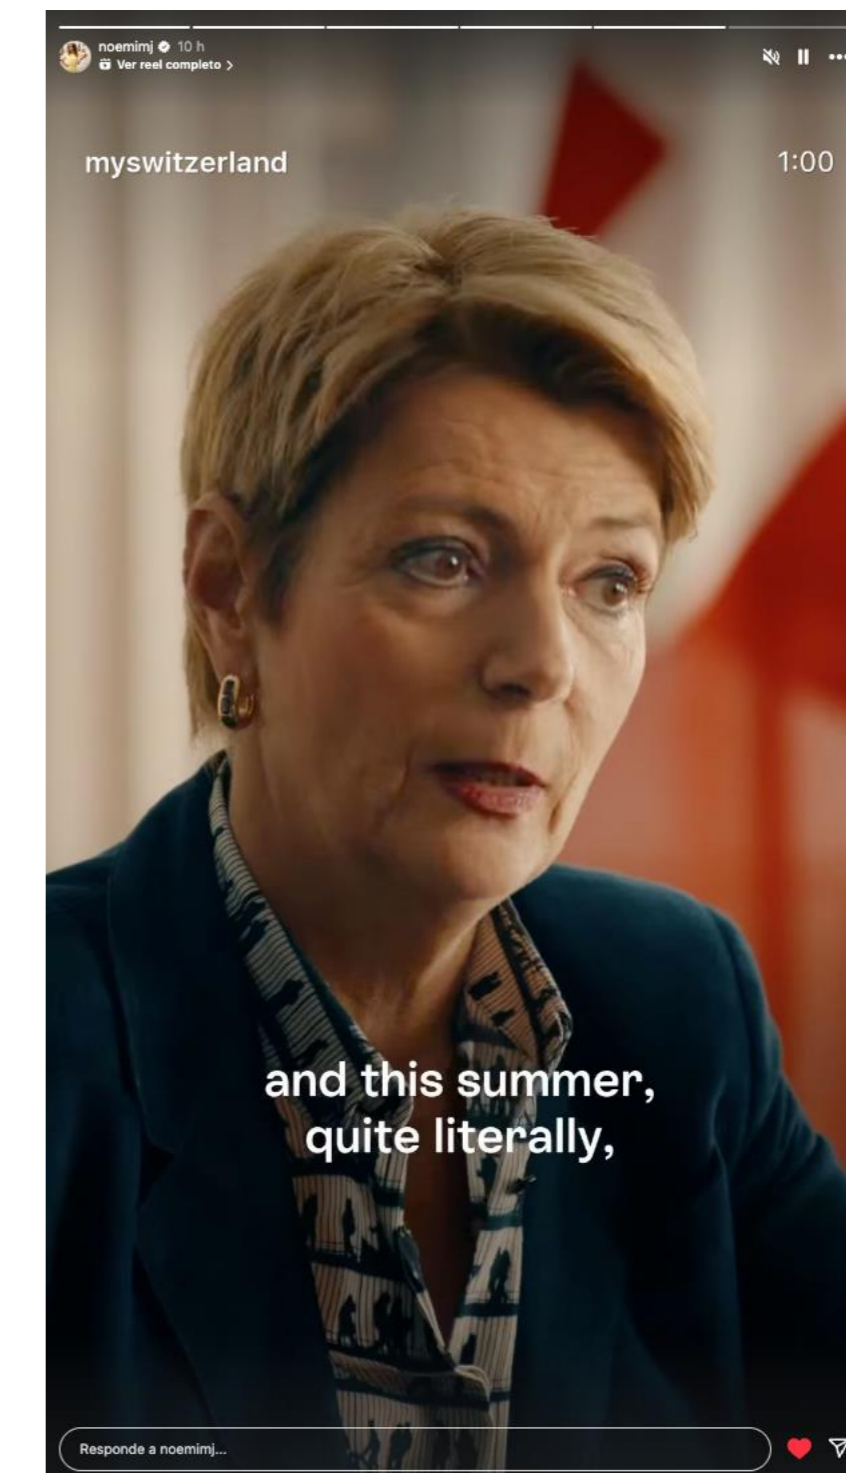 noemimj 10 h
Ver reel completo
myswitzerland 1:00
and this summer,
quite literally,
Responde a noemimj...